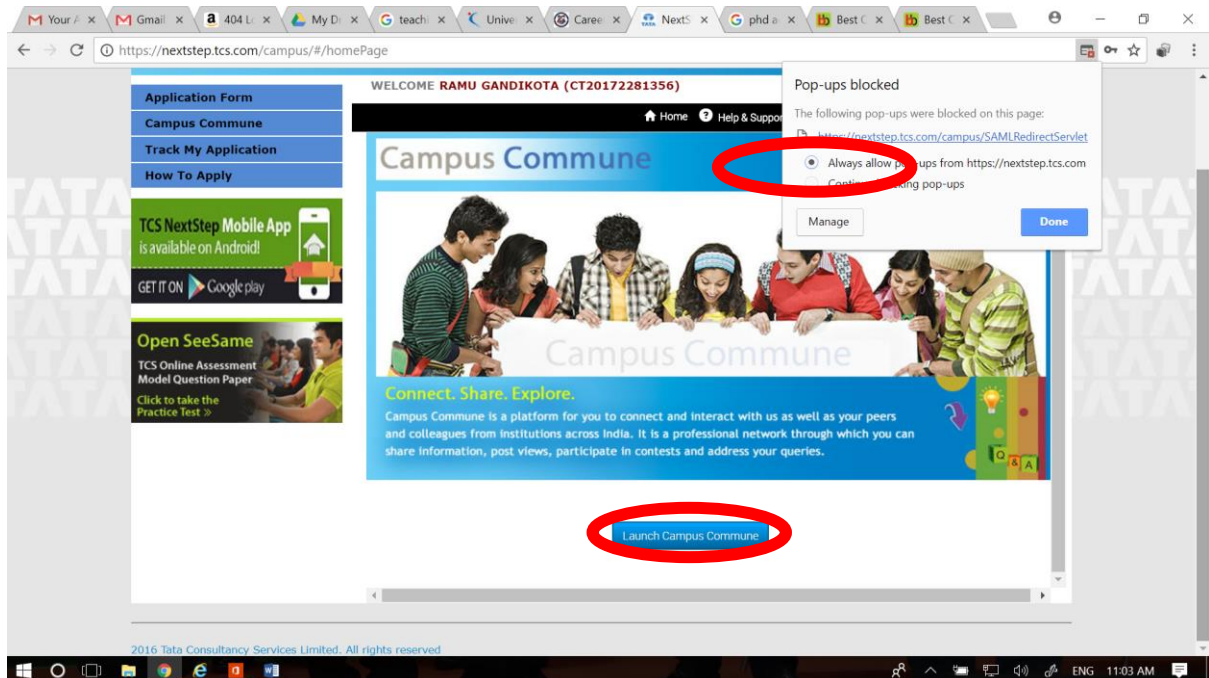 Your A
Gmail
404 Lo
My Dr
teachi
Unive
Caree
NextS
phd a
Best C
Best C
https://nextstep.tcs.com/campus/#/homePage
Pop-ups blocked
The following pop-ups were blocked on this page:
https://nextstep.tcs.com/campus/SAMLRedirectServlet
Always allow pop-ups from https://nextstep.tcs.com
pop-ups
Manage
Done
WELCOME RAMU GANDIKOTA (CT20172281356)
Home
Help & Suppor
Application Form
Campus Commune
Track My Application
How To Apply
TCS NextStep Mobile App
is available on Android!
GET IT ON Google play
Open SeeSame
TCS Online Assessment
Model Question Paper
Click to take the
Practice Test »
Campus Commune
Campus Commune
Connect. Share. Explore.
Campus Commune is a platform for you to connect and interact with us as well as your peers
and colleagues from institutions across India. It is a professional network through which you can
share information, post views, participate in contests and address your queries.
Q & A
Launch Campus Commune
2016 Tata Consultancy Services Limited. All rights reserved
ENG 11:03 AM